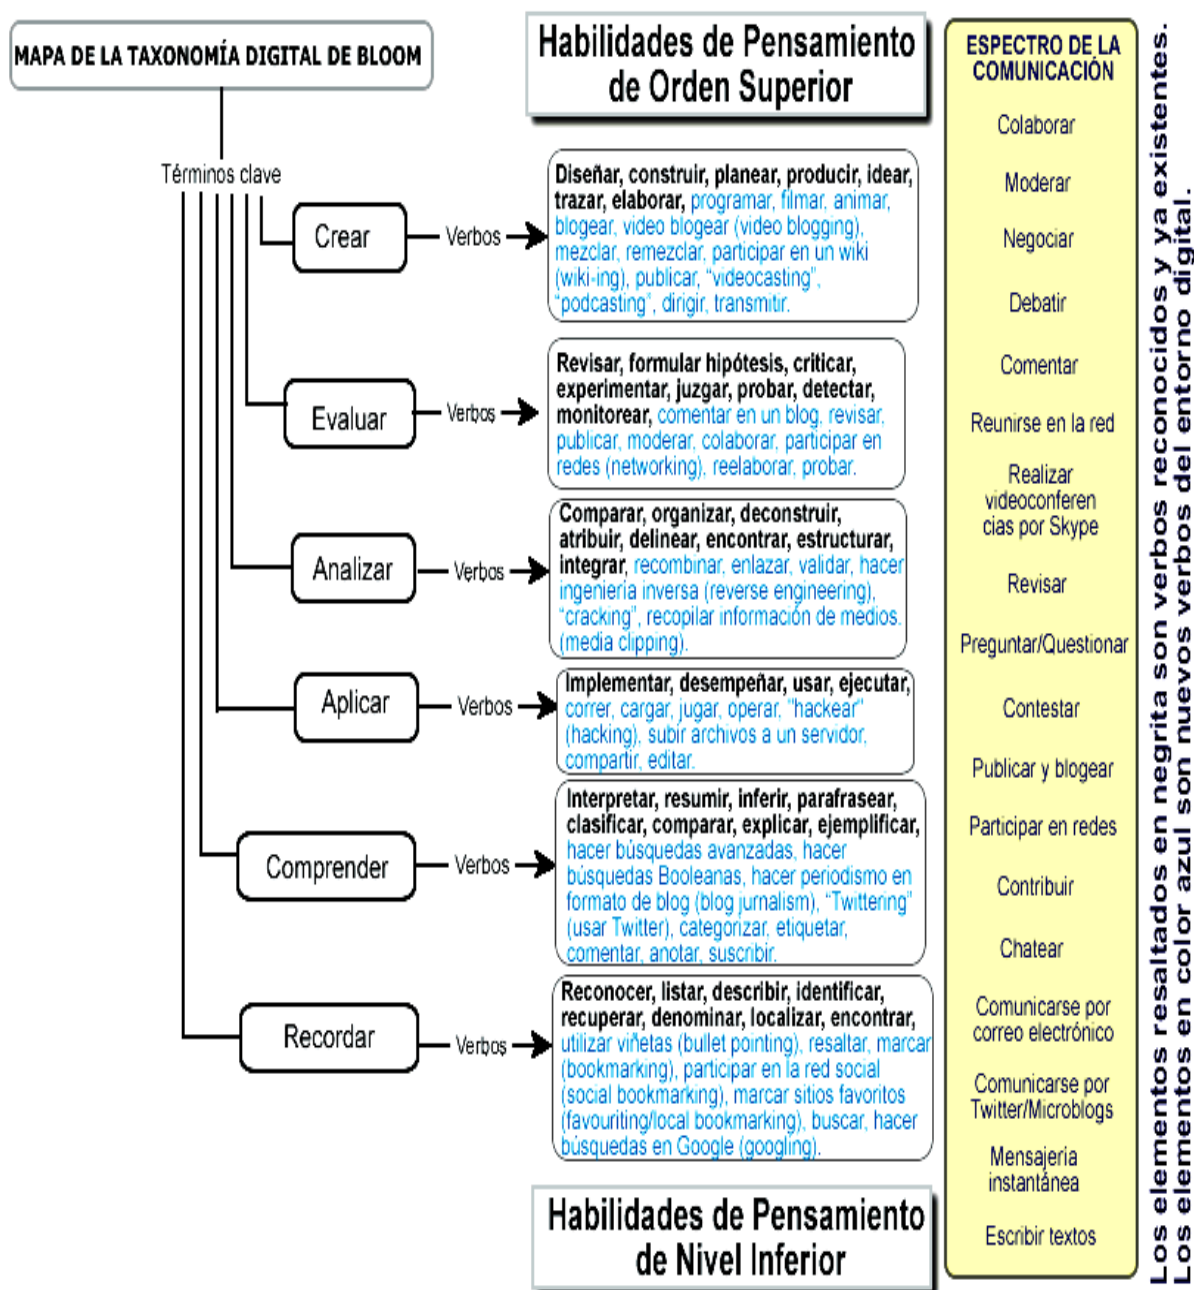 MAPA DE LA TAXONOMÍA DIGITAL DE BLOOM
Términos clave
Habilidades de Pensamiento
de Orden Superior
Crear
Verbos
Diseñar, construir, planear, producir, idear,
trazar, elaborar, programar, filmar, animar,
blogear, video blogear (video blogging),
mezclar, remezclar, participar en un wiki
(wiki-ing), publicar, “videocasting”,
“podcasting”, dirigir, transmitir.
Evaluar
Verbos
Revisar, formular hipótesis, criticar,
experimentar, juzgar, probar, detectar,
monitorear, comentar en un blog, revisar,
publicar, moderar, colaborar, participar en
redes (networking), reelaborar, probar.
Analizar
Verbos
Comparar, organizar, deconstruir,
atribuir, delinear, encontrar, estructurar,
integrar, recombinar, enlazar, validar, hacer
ingeniería inversa (reverse engineering),
“cracking”, recopilar información de medios.
(media clipping).
Aplicar
Verbos
Implementar, desempeñar, usar, ejecutar,
correr, cargar, jugar, operar, "hackear"
(hacking), subir archivos a un servidor,
compartir, editar.
Comprender
Verbos
Interpretar, resumir, inferir, parafrasear,
clasificar, comparar, explicar, ejemplificar,
hacer búsquedas avanzadas, hacer
búsquedas Booleanas, hacer periodismo en
formato de blog (blog jurnalism), “Twittering”
(usar Twitter), categorizar, etiquetar,
comentar, anotar, suscribir.
Recordar
Verbos
Reconocer, listar, describir, identificar,
recuperar, denominar, localizar, encontrar,
utilizar viñetas (bullet pointing), resaltar, marcar
(bookmarking), participar en la red social
(social bookmarking), marcar sitios favoritos
(favouriting/local bookmarking), buscar, hacer
búsquedas en Google (googling).
Habilidades de Pensamiento
de Nivel Inferior
ESPECTRO DE LA
COMUNICACIÓN
Colaborar
Moderar
Negociar
Debatir
Comentar
Reunirse en la red
Realizar
videoconferen
cias por Skype
Revisar
Preguntar/Questionar
Contestar
Publicar y blogear
Participar en redes
Contribuir
Chatear
Comunicarse por
correo electrónico
Comunicarse por
Twitter/Microblogs
Mensajería
instantánea
Escribir textos
Los elementos resaltados en negrita son verbos reconocidos y ya existentes.
Los elementos en color azul son nuevos verbos del entorno digital.